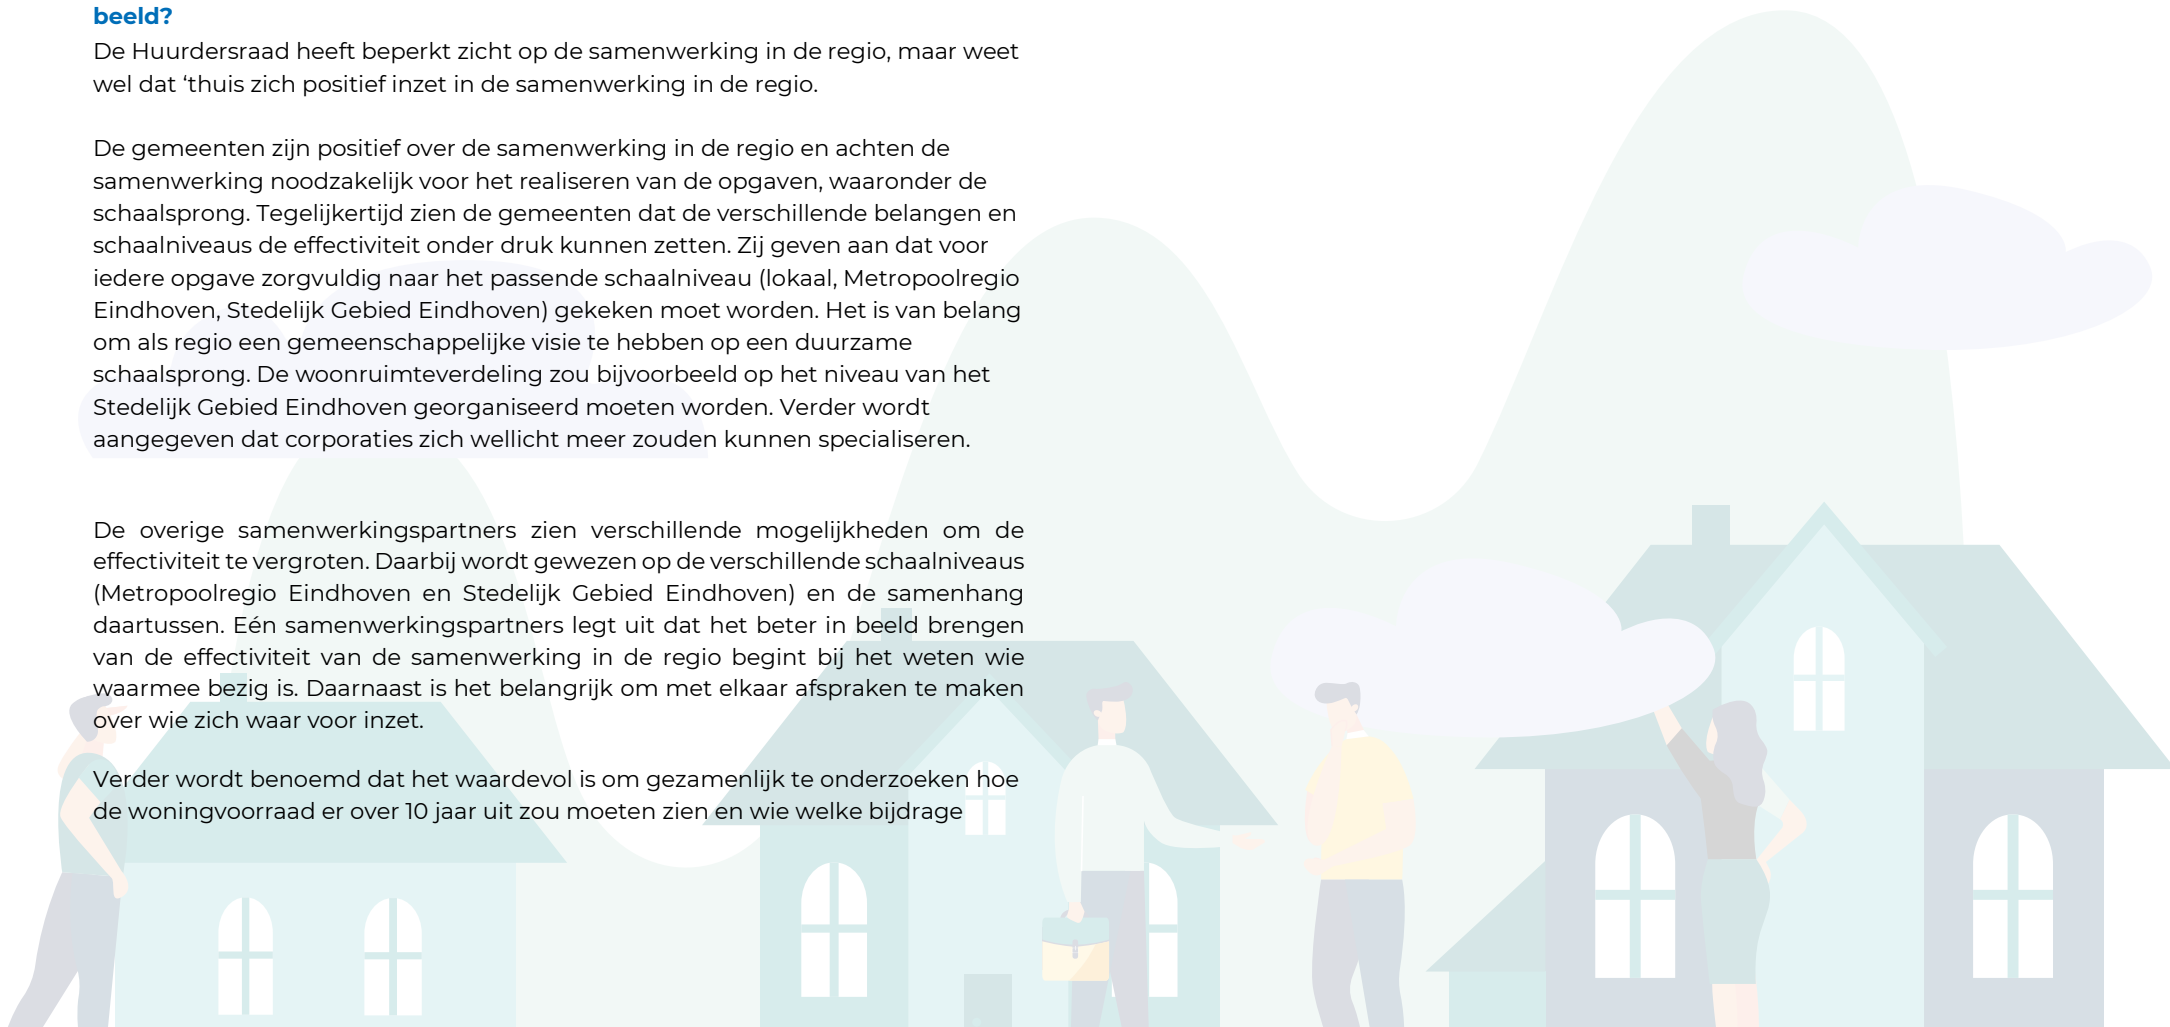 beeld?
De Huurdersraad heeft beperkt zicht op de samenwerking in de regio, maar weet
wel dat ‘thuis zich positief inzet in de samenwerking in de regio.
De gemeenten zijn positief over de samenwerking in de regio en achten de
samenwerking noodzakelijk voor het realiseren van de opgaven, waaronder de
schaalsprong. Tegelijkertijd zien de gemeenten dat de verschillende belangen en
schaalniveaus de effectiviteit onder druk kunnen zetten. Zij geven aan dat voor
iedere opgave zorgvuldig naar het passende schaalniveau (lokaal, Metropoolregio
Eindhoven, Stedelijk Gebied Eindhoven) gekeken moet worden. Het is van belang
om als regio een gemeenschappelijke visie te hebben op een duurzame
schaalsprong. De woonruimteverdeling zou bijvoorbeeld op het niveau van het
Stedelijk Gebied Eindhoven georganiseerd moeten worden. Verder wordt
aangegeven dat corporaties zich wellicht meer zouden kunnen specialiseren.
De overige samenwerkingspartners zien verschillende mogelijkheden om de
effectiviteit te vergroten. Daarbij wordt gewezen op de verschillende schaalniveaus
(Metropoolregio Eindhoven en Stedelijk Gebied Eindhoven) en de samenhang
daartussen. Eén samenwerkingspartners legt uit dat het beter in beeld brengen
van de effectiviteit van de samenwerking in de regio begint bij het weten wie
waarmee bezig is. Daarnaast is het belangrijk om met elkaar afspraken te maken
over wie zich waar voor inzet.
Verder wordt benoemd dat het waardevol is om gezamenlijk te onderzoeken hoe
de woningvoorraad er over 10 jaar uit zou moeten zien en wie welke bijdrage